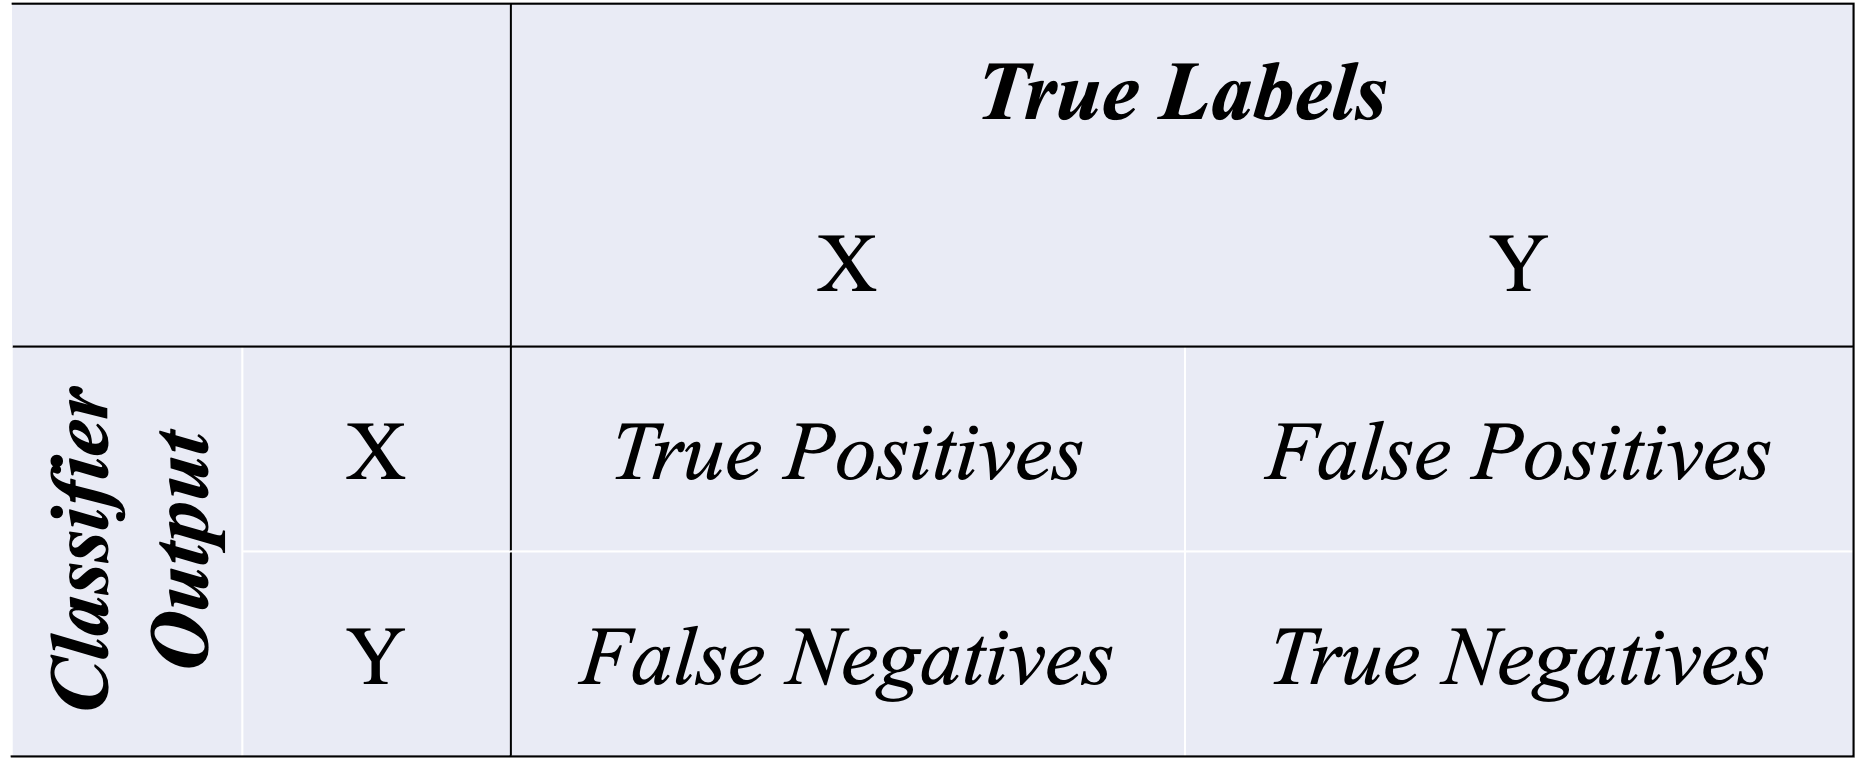 True Labels
X Y
Classifier
Output
X True Positives False Positives
Y False Negatives True Negatives